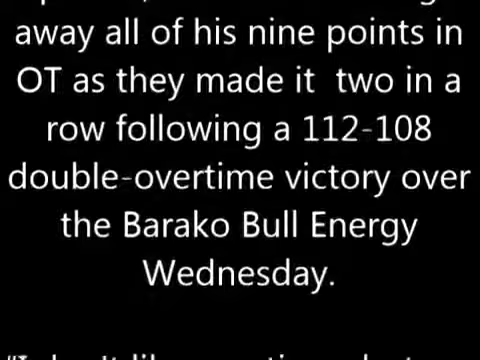 away all of his nine points in
OT as they made it  two in a
row following a 112-108
double-overtime victory over
the Barako Bull Energy
Wednesday.